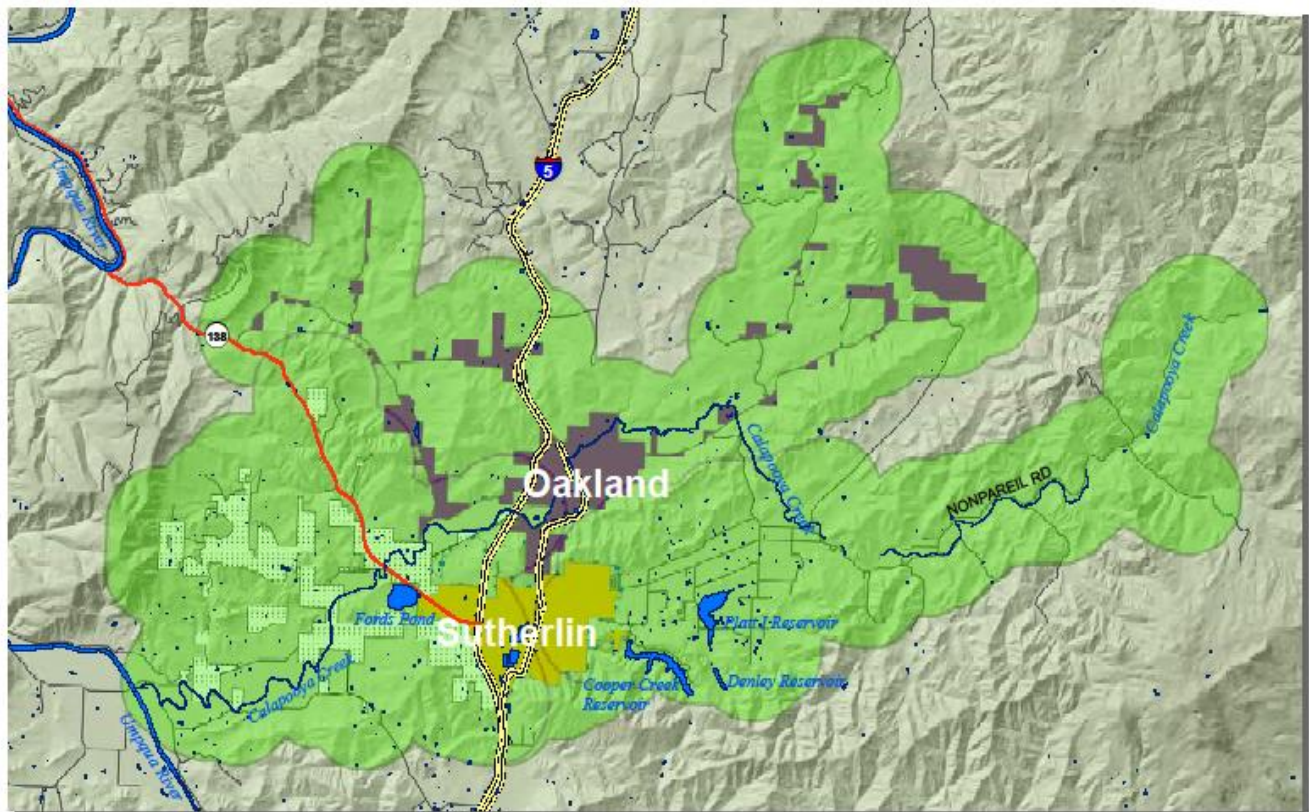 5
Umpqua River
138
Calapooya Creek
NONPAREIL RD
Oakland
Calapooya Creek
Fords Pond
Sutherlin
Platt I Reservoir
Cooper Creek
Reservoir
Denley Reservoir
Calapooya Creek
Umpqua River